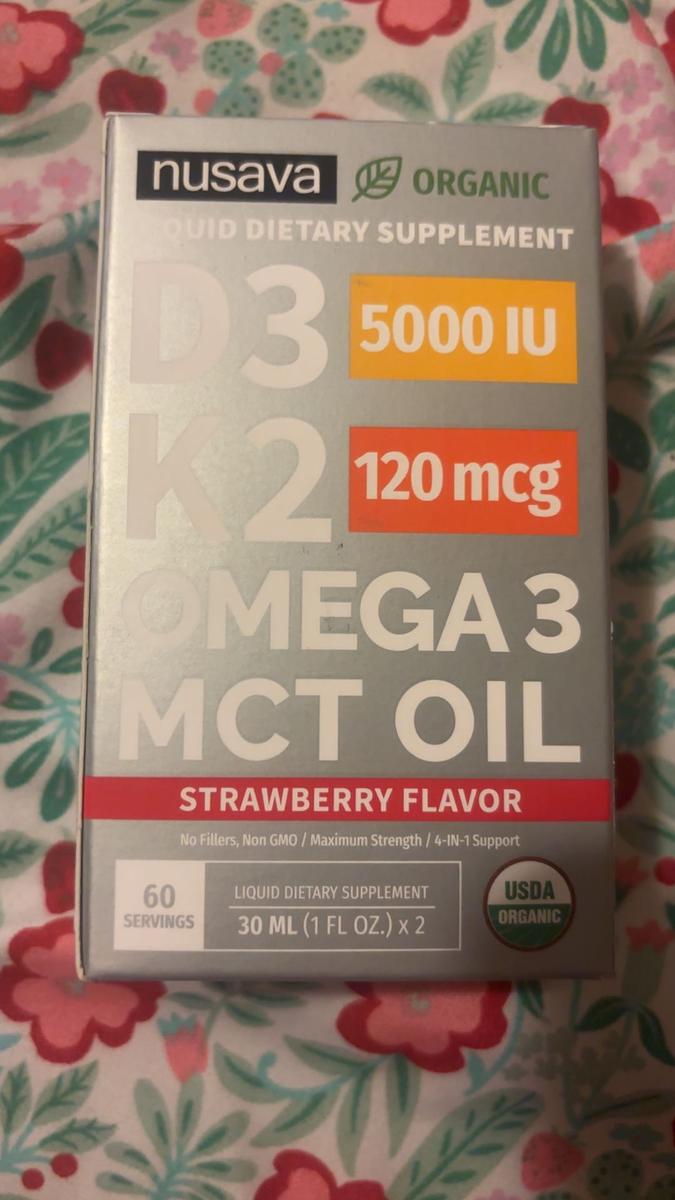 nusava ORGANIC
LIQUID DIETARY SUPPLEMENT
D3 5000 IU
K2 120 mcg
OMEGA 3
MCT OIL
STRAWBERRY FLAVOR
No Fillers, Non GMO / Maximum Strength / 4-IN-1 Support
60 SERVINGS
LIQUID DIETARY SUPPLEMENT
30 ML (1 FL OZ.) x 2
USDA
ORGANIC